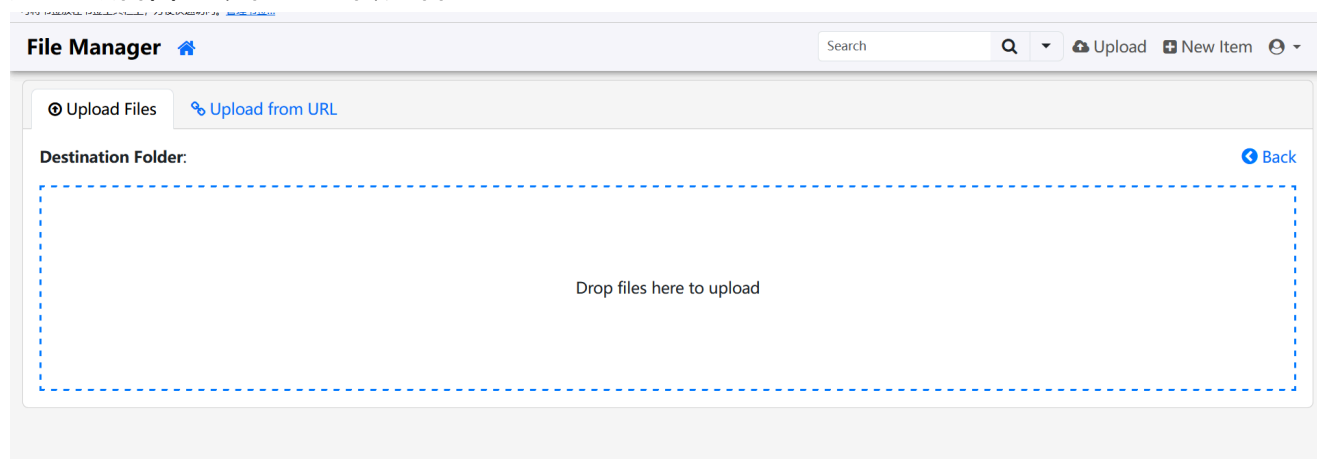 File Manager
Search
Upload
New Item
Upload Files
Upload from URL
Destination Folder:
Back
Drop files here to upload